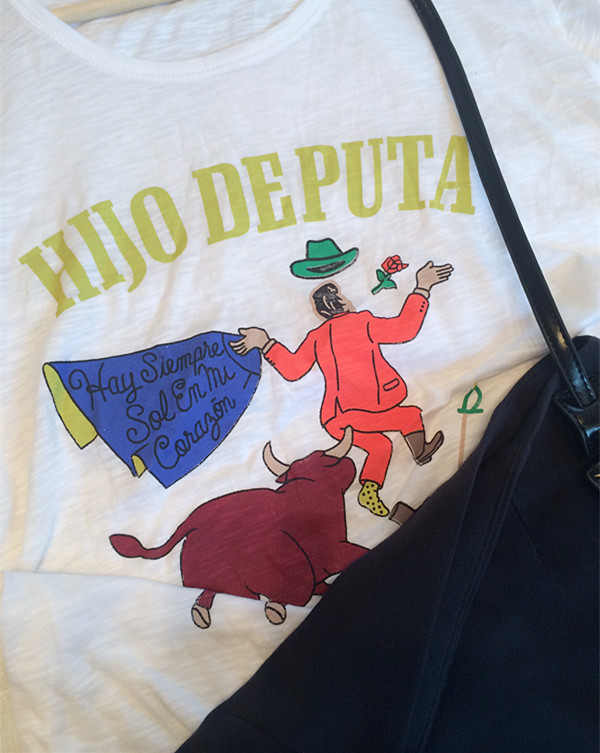 HIJO DEPUTA
Hay Siempre
Sol En mi
Corazón